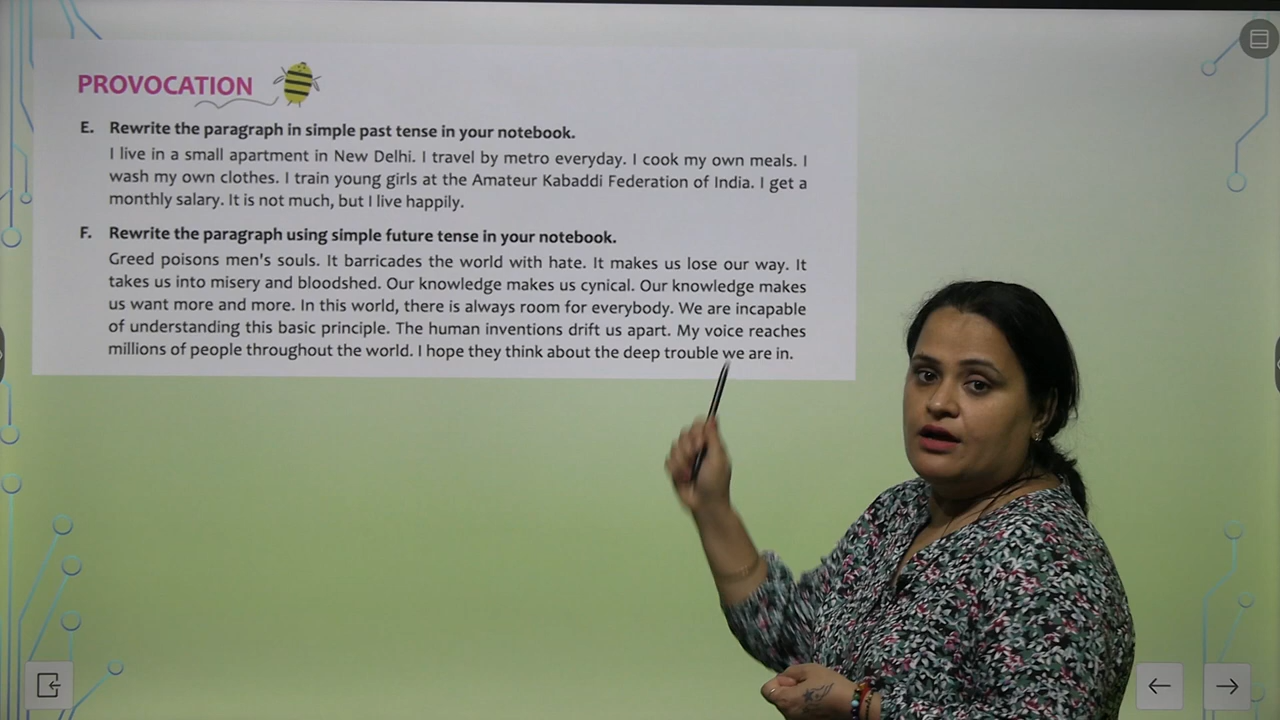 PROVOCATION
E. Rewrite the paragraph in simple past tense in your notebook.
I live in a small apartment in New Delhi. I travel by metro everyday. I cook my own meals. I
wash my own clothes. I train young girls at the Amateur Kabaddi Federation of India. I get a
monthly salary. It is not much, but I live happily.
F. Rewrite the paragraph using simple future tense in your notebook.
Greed poisons men's souls. It barricades the world with hate. It makes us lose our way. It
takes us into misery and bloodshed. Our knowledge makes us cynical. Our knowledge makes
us want more and more. In this world, there is always room for everybody. We are incapable
of understanding this basic principle. The human inventions drift us apart. My voice reaches
millions of people throughout the world. I hope they think about the deep trouble we are in.